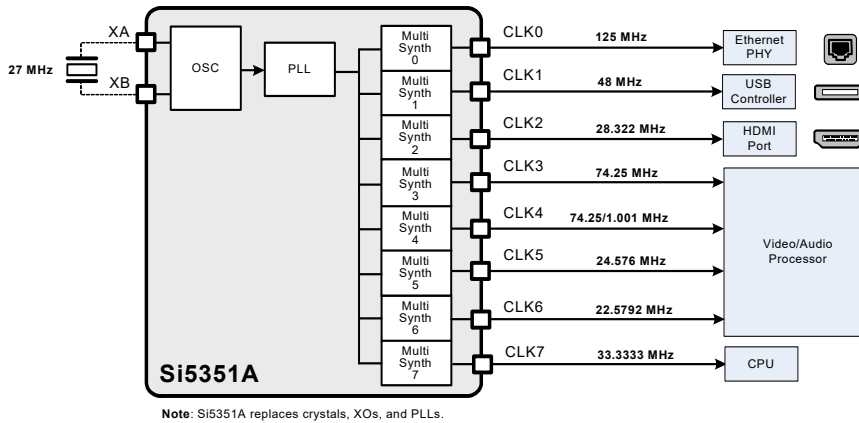 XA
XB
27 MHz
OSC
PLL
Multi
Synth
0
Multi
Synth
1
Multi
Synth
2
Multi
Synth
3
Multi
Synth
4
Multi
Synth
5
Multi
Synth
6
Multi
Synth
7
Si5351A
CLK0
125 MHz
Ethernet
PHY
CLK1
48 MHz
USB
Controller
CLK2
28.322 MHz
HDMI
Port
CLK3
74.25 MHz
CLK4
74.25/1.001 MHz
CLK5
24.576 MHz
CLK6
22.5792 MHz
Video/Audio
Processor
CLK7
33.3333 MHz
CPU
Note: Si5351A replaces crystals, XOs, and PLLs.